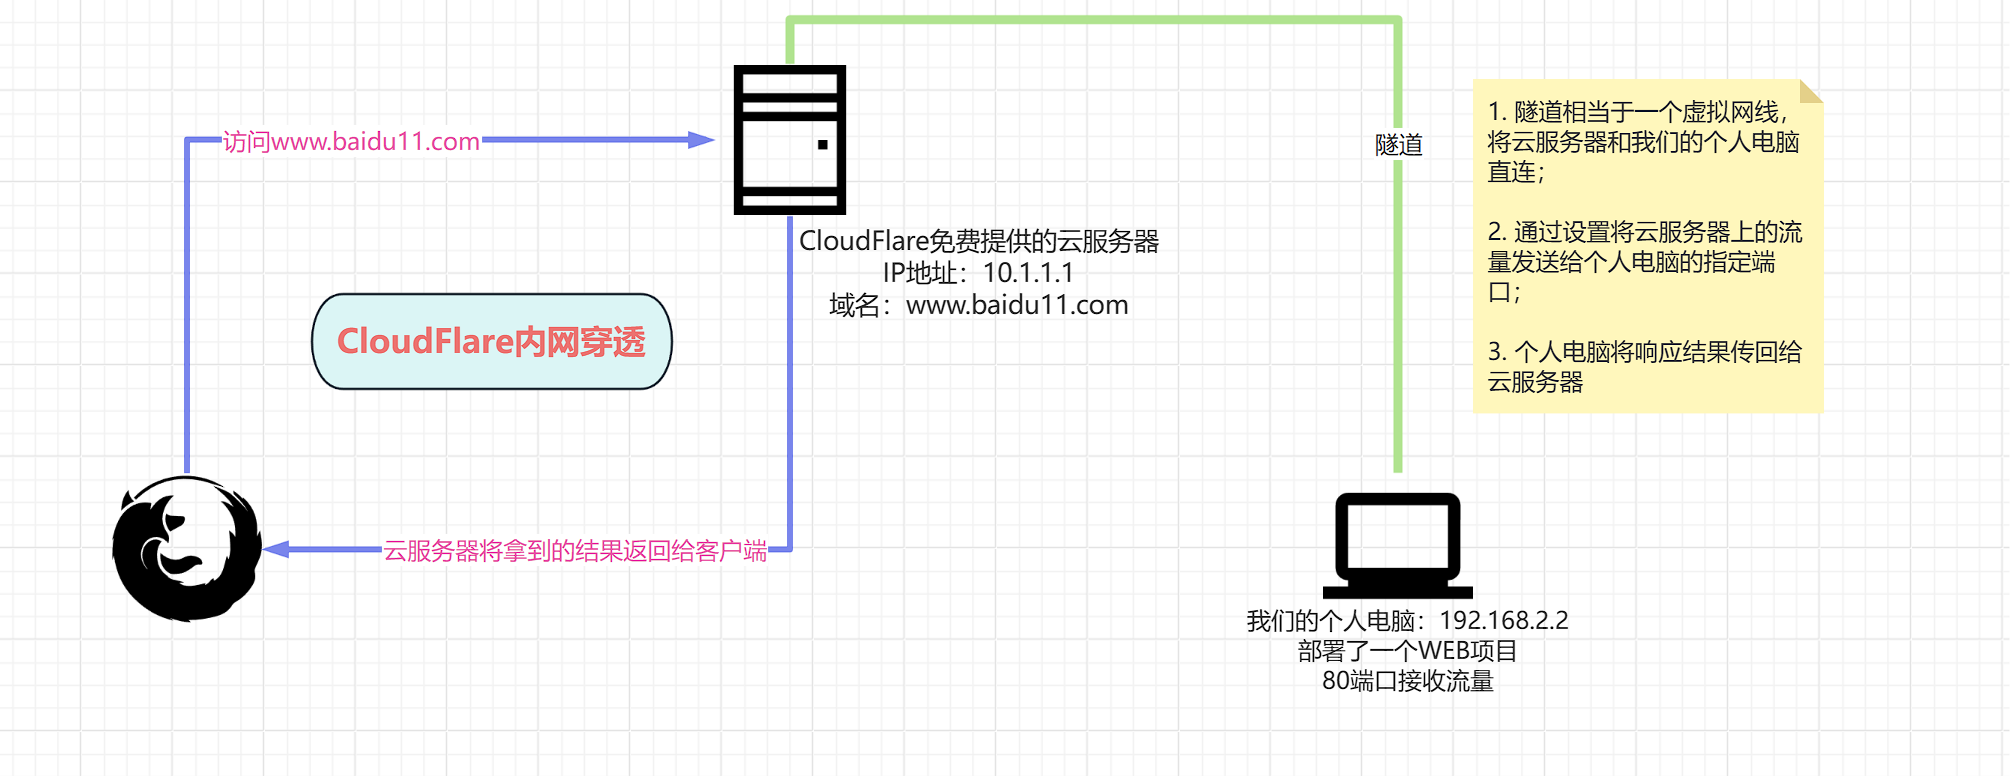 访问www.baidu11.com
隧道
1. 隧道相当于一个虚拟网线，
将云服务器和我们的个人电脑
直连；
2. 通过设置将云服务器上的流
量发送给个人电脑的指定端
口；
3. 个人电脑将响应结果传回给
云服务器
CloudFlare免费提供的云服务器
IP地址：10.1.1.1
域名：www.baidu11.com
CloudFlare内网穿透
云服务器将拿到的结果返回给客户端
我们的个人电脑：192.168.2.2
部署了一个WEB项目
80端口接收流量